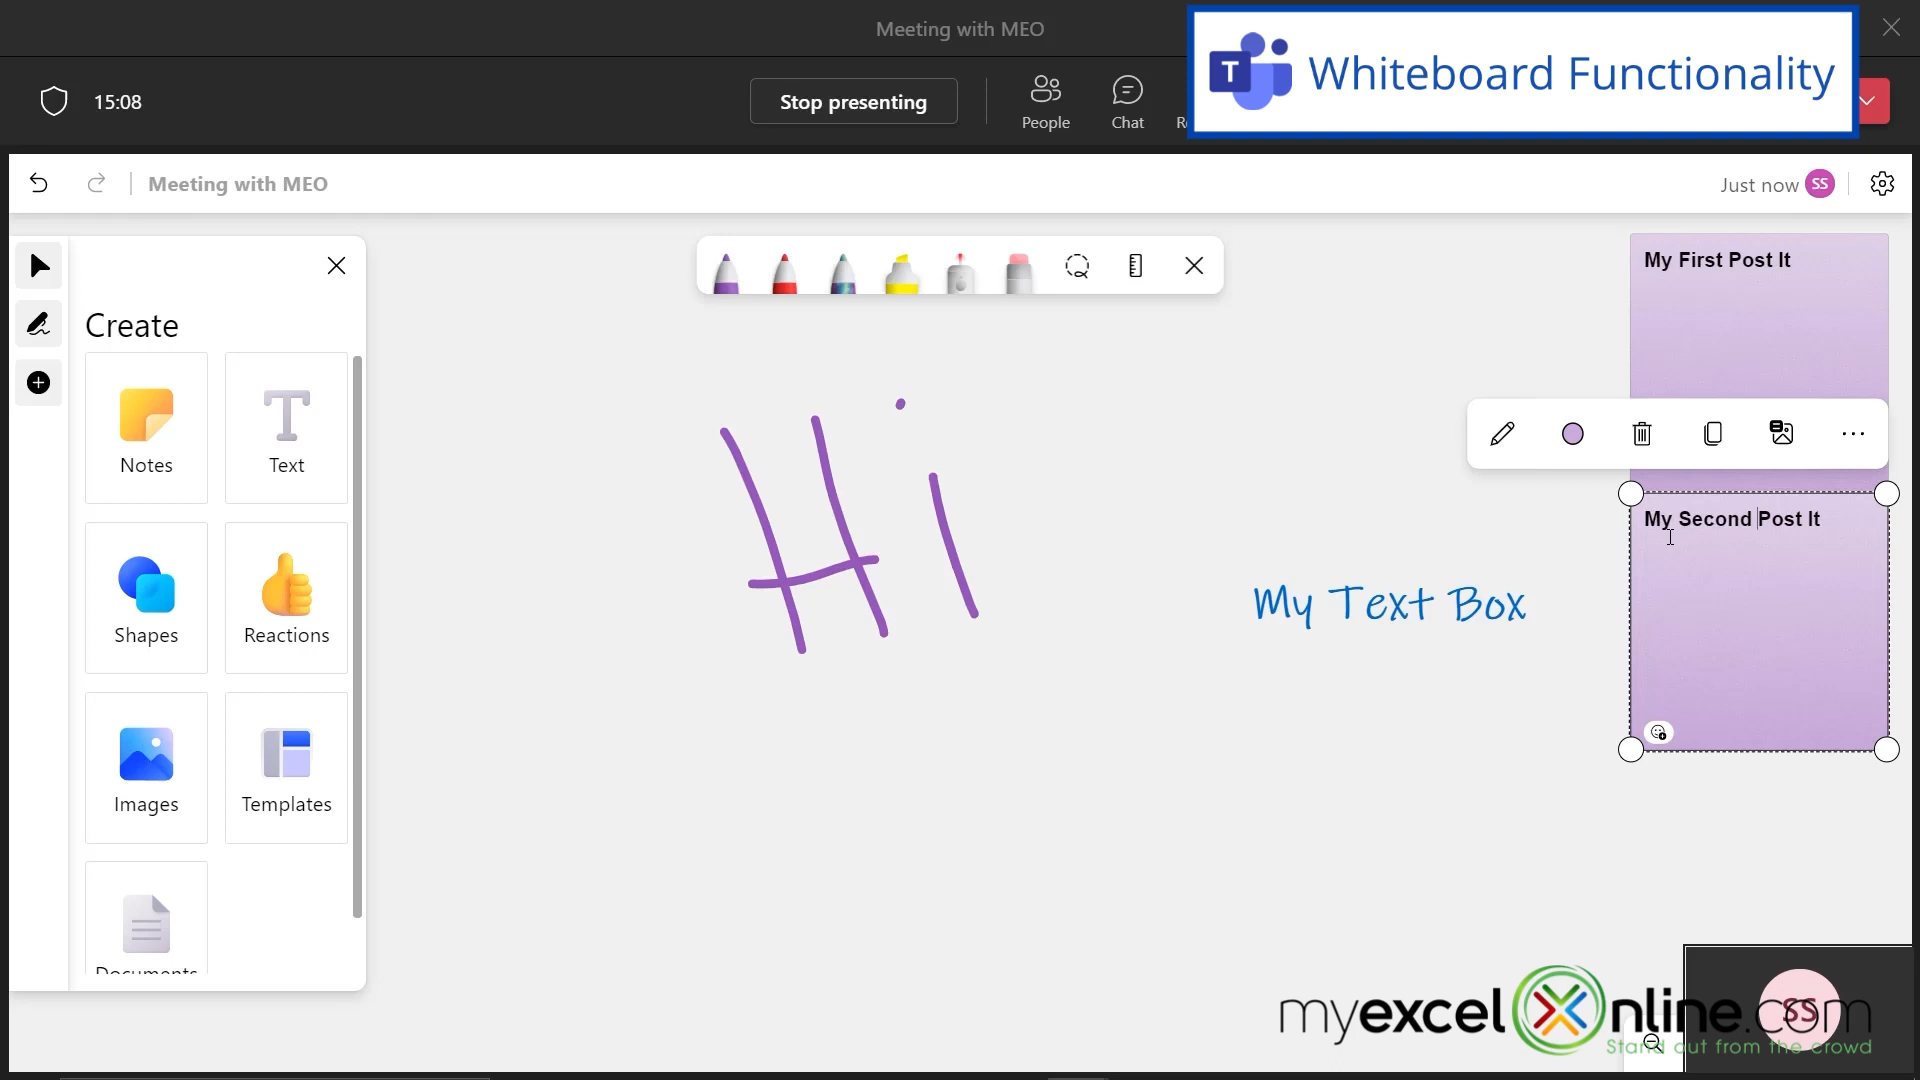 Meeting with MEO
T Whiteboard Functionality
15:08
Stop presenting
People
Chat
Meeting with MEO
Just now SS
Create
Notes
Text
Shapes
Reactions
Images
Templates
Documents
Hi
My Text Box
My First Post It
My Second Post It
SS
myexcelonline.com
Stand out from the crowd